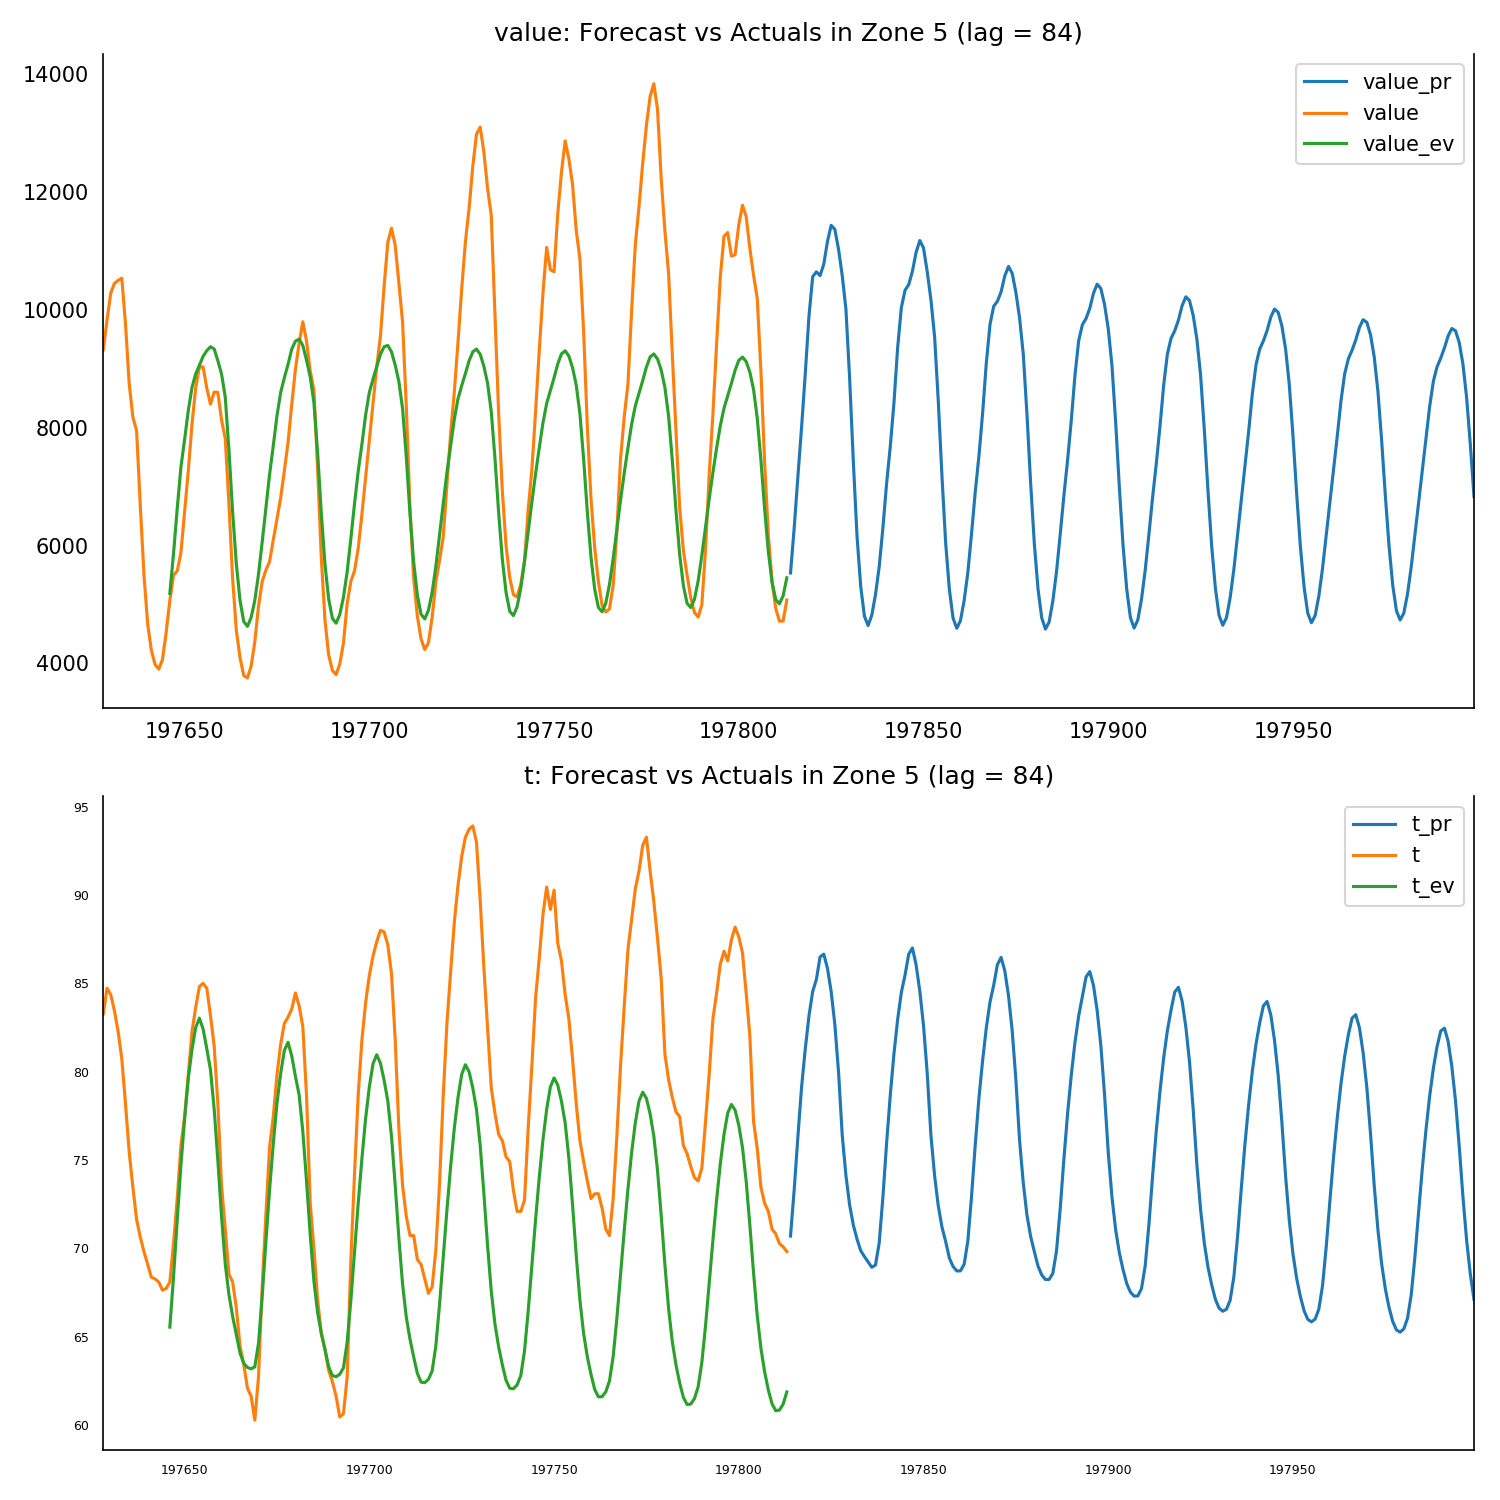 value: Forecast vs Actuals in Zone 5 (lag = 84)
14000
12000
10000
8000
6000
4000
value_pr
value
value_ev
197650 197700 197750 197800 197850 197900 197950
t: Forecast vs Actuals in Zone 5 (lag = 84)
95
90
85
80
75
70
65
60
t_pr
t
t_ev
197650 197700 197750 197800 197850 197900 197950